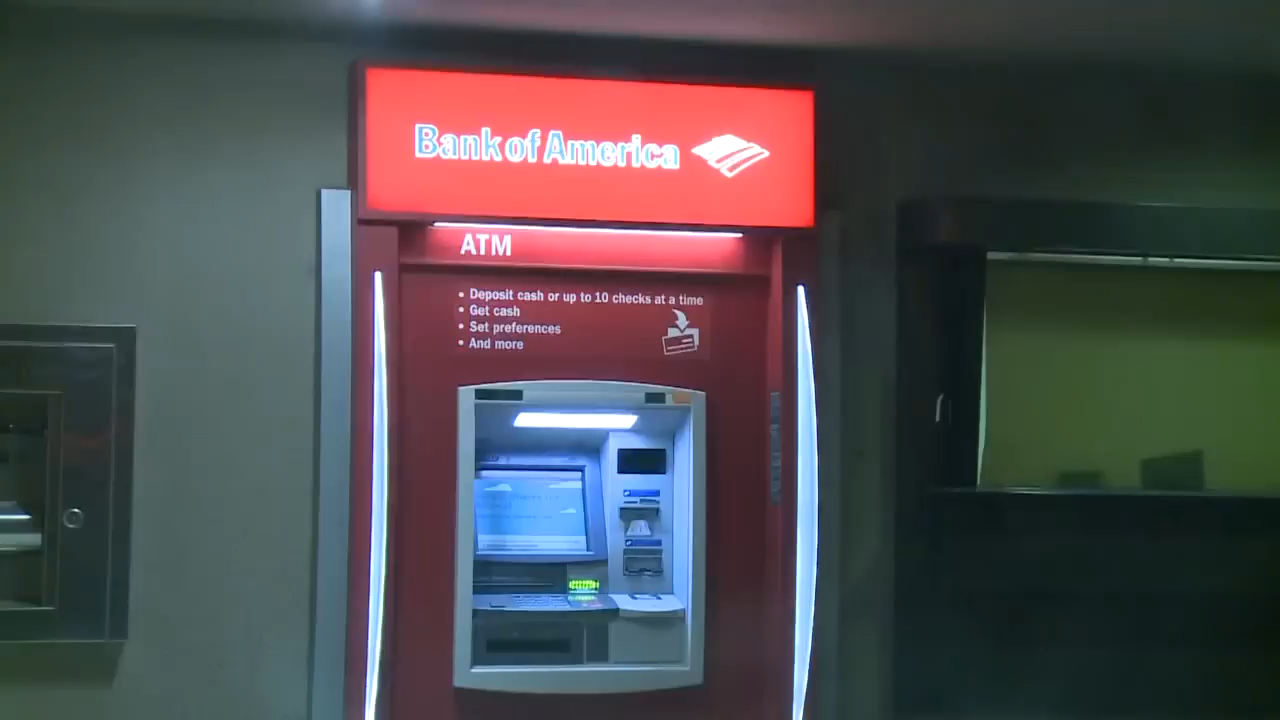 Bank of America
ATM
• Deposit cash or up to 10 checks at a time
• Get cash
• Set preferences
• And more